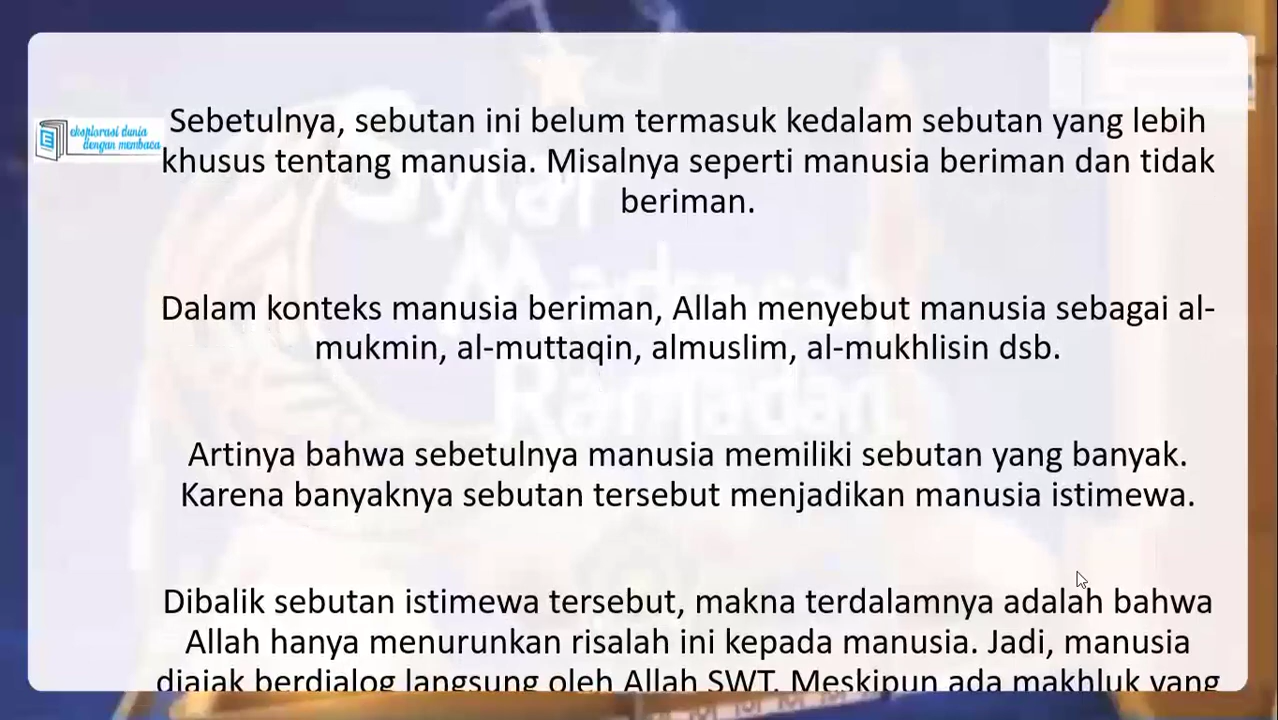 Sebetulnya, sebutan ini belum termasuk kedalam sebutan yang lebih
khusus tentang manusia. Misalnya seperti manusia beriman dan tidak
beriman.
eksplorasi dunia
dengan membaca
Dalam konteks manusia beriman, Allah menyebut manusia sebagai al-
mukmin, al-muttaqin, almuslim, al-mukhlisin dsb.
Artinya bahwa sebetulnya manusia memiliki sebutan yang banyak.
Karena banyaknya sebutan tersebut menjadikan manusia istimewa.
Dibalik sebutan istimewa tersebut, makna terdalamnya adalah bahwa
Allah hanya menurunkan risalah ini kepada manusia. Jadi, manusia
diajak berdialog langsung oleh Allah SWT. Meskipun ada makhluk yang
Madrasah
Ramadan